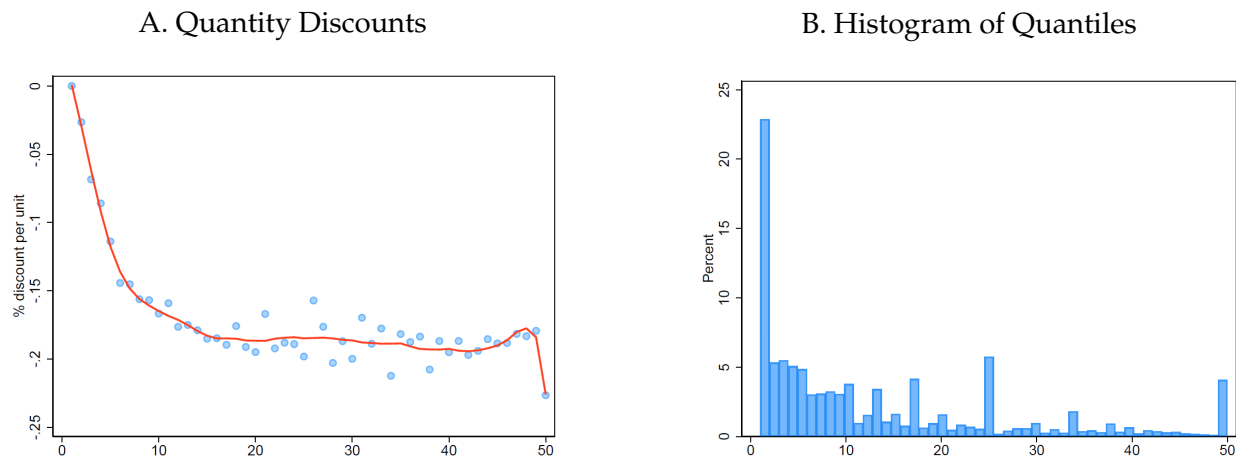 A. Quantity Discounts
% discount per unit
0
-.05
-.1
-.15
-.2
-.25
0 10 20 30 40 50
B. Histogram of Quantiles
Percent
25
20
15
10
5
0
0 10 20 30 40 50